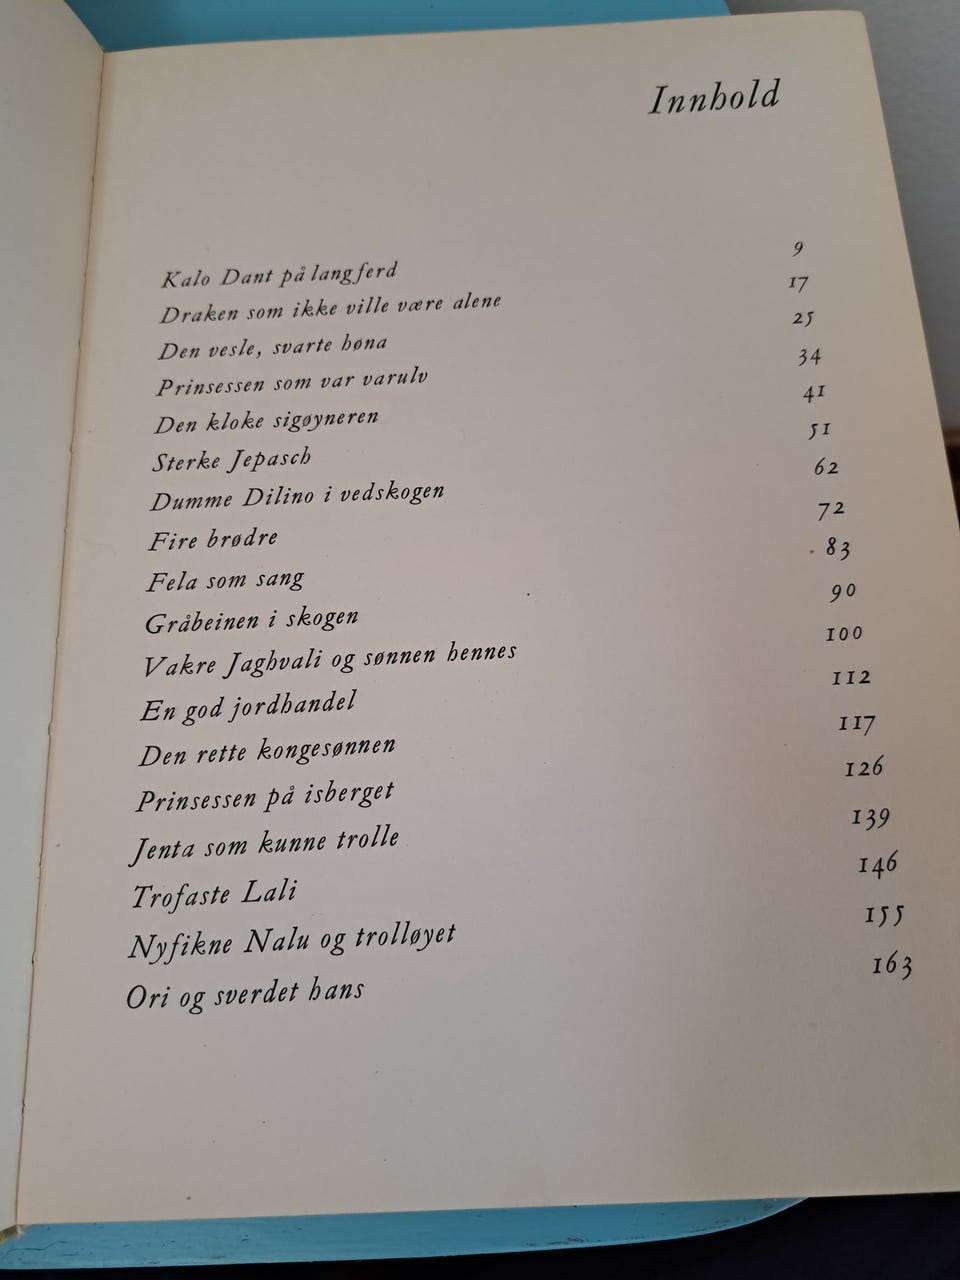 Innhold
Kalo Dant på langferd 9
Draken som ikke ville være alene 17
Den vesle, svarte høna 25
Prinsessen som var varulv 34
Den kloke sigøyneren 41
Sterke Jepasch 51
Dumme Dilino i vedskogen 62
Fire brødre 72
Fela som sang 83
Gråbeinen i skogen 90
Vakre Jaghvali og sønnen hennes 100
En god jordhandel 112
Den rette kongesønnen 117
Prinsessen på isberget 126
Jenta som kunne trolle 139
Trofaste Lali 146
Nyfikne Nalu og trolløyet 155
Ori og sverdet hans 163